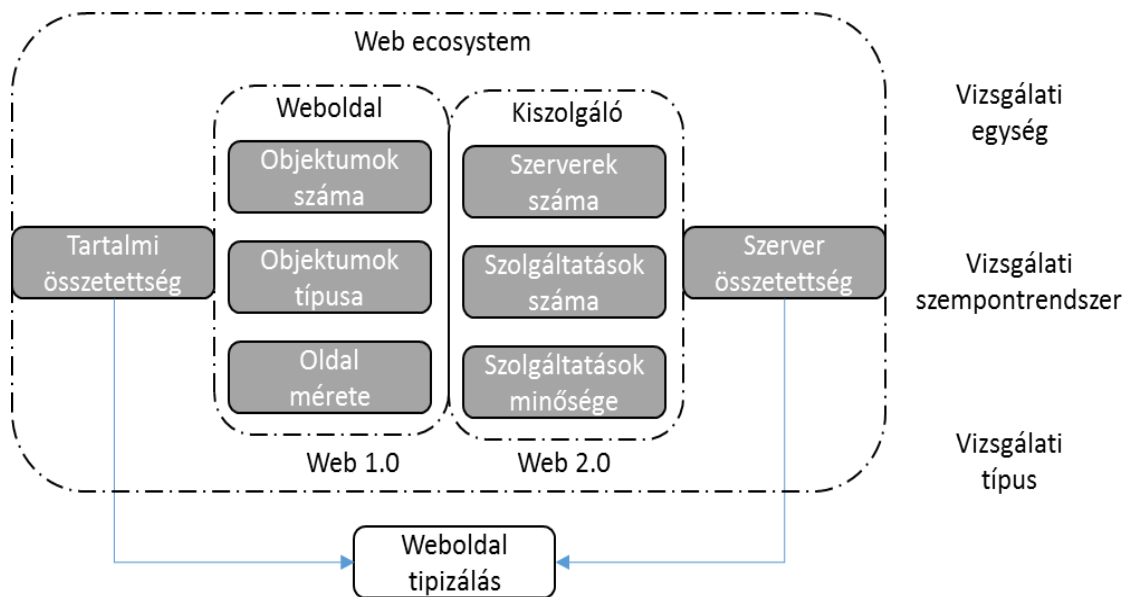 Web ecosystem
Weboldal
Objektumok
száma
Objektumok
típusa
Oldal
mérete
Kiszolgáló
Szerverek
száma
Szolgáltatások
száma
Szolgáltatások
minősége
Tartalmi
összetettség
Szerver
összetettség
Web 1.0
Web 2.0
Weboldal
tipizálás
Vizsgálati
egység
Vizsgálati
szempontrendszer
Vizsgálati
típus